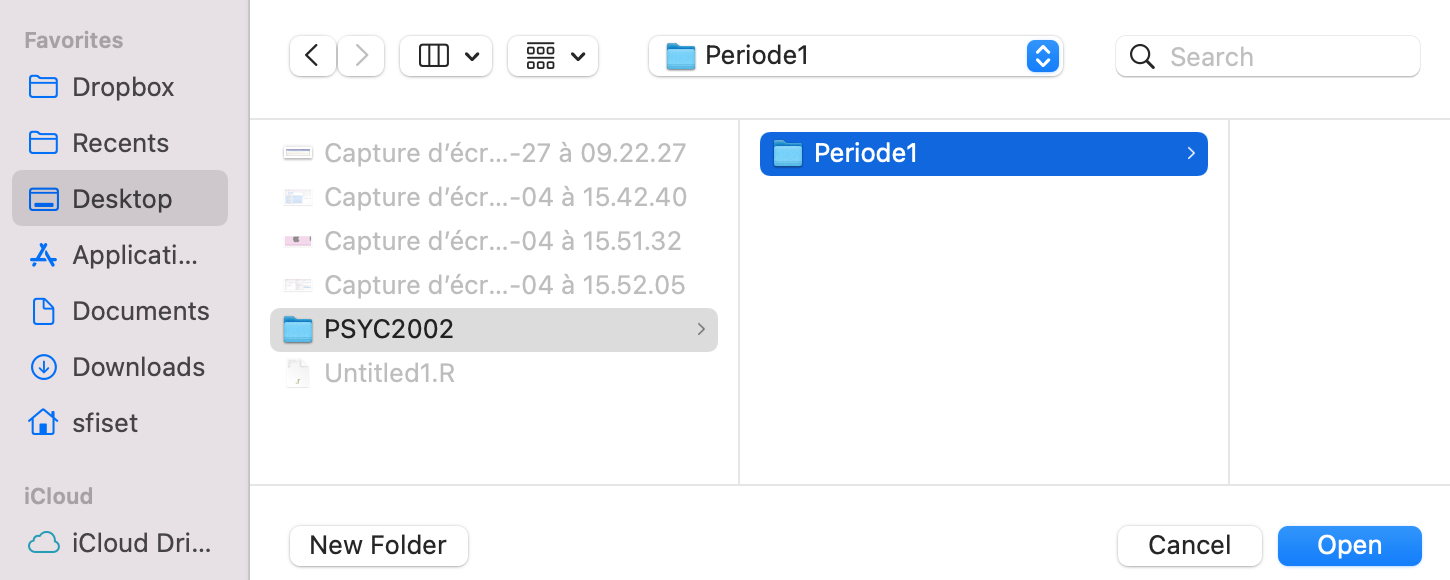 Favorites
Dropbox
Recents
Desktop
Applicati...
Documents
Downloads
sfiset
iCloud
iCloud Dri...
Periode1
Search
Capture d’écr...-27 à 09.22.27
Capture d’écr...-04 à 15.42.40
Capture d’écr...-04 à 15.51.32
Capture d’écr...-04 à 15.52.05
PSYC2002
Untitled1.R
Periode1
New Folder
Cancel
Open